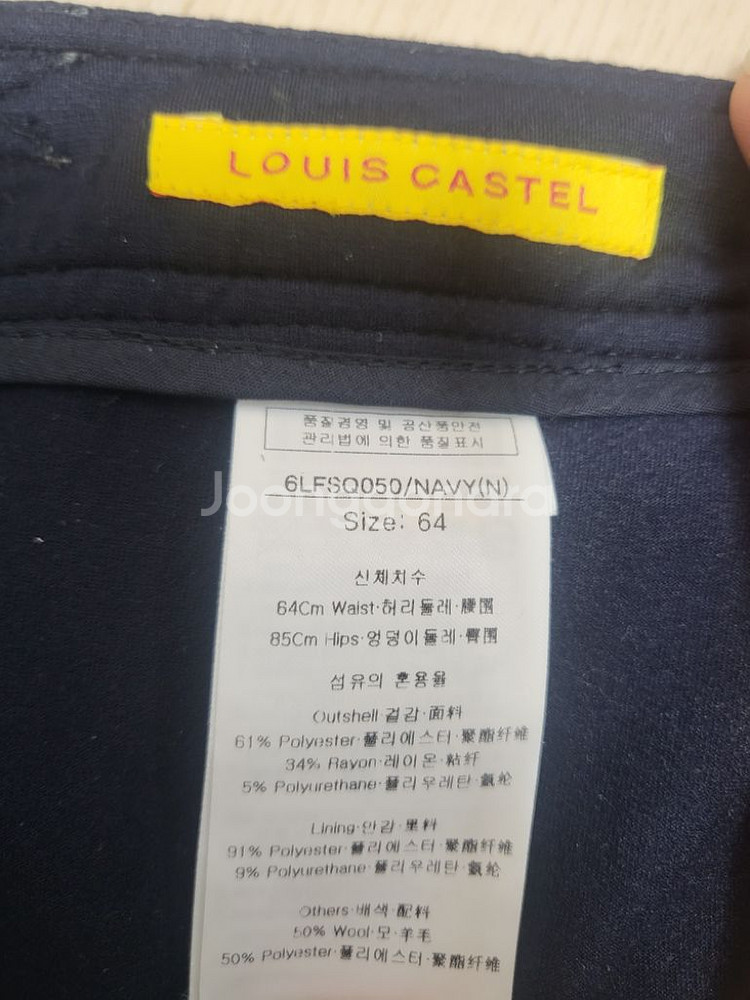 LOUIS CASTEL
품질경영 및 공산품안전
관리법에 의한 품질표시
6LFSQ050/NAVY(N)
Joonggonara
Size: 64
신체치수
64Cm Waist·허리둘레·腰围
85Cm Hips·엉덩이둘레·臀围
섬유의 혼용율
Outshell·겉감·面料
61% Polyester·폴리에스터·聚酯纤维
34% Rayon·레이온·粘纤
5% Polyurethane·폴리우레탄·氨纶
Lining·안감·里料
91% Polyester·폴리에스터·聚酯纤维
9% Polyurethane·폴리우레탄·氨纶
Others·배색·配料
50% Wool·모·羊毛
50% Polyester·폴리에스터·聚酯纤维